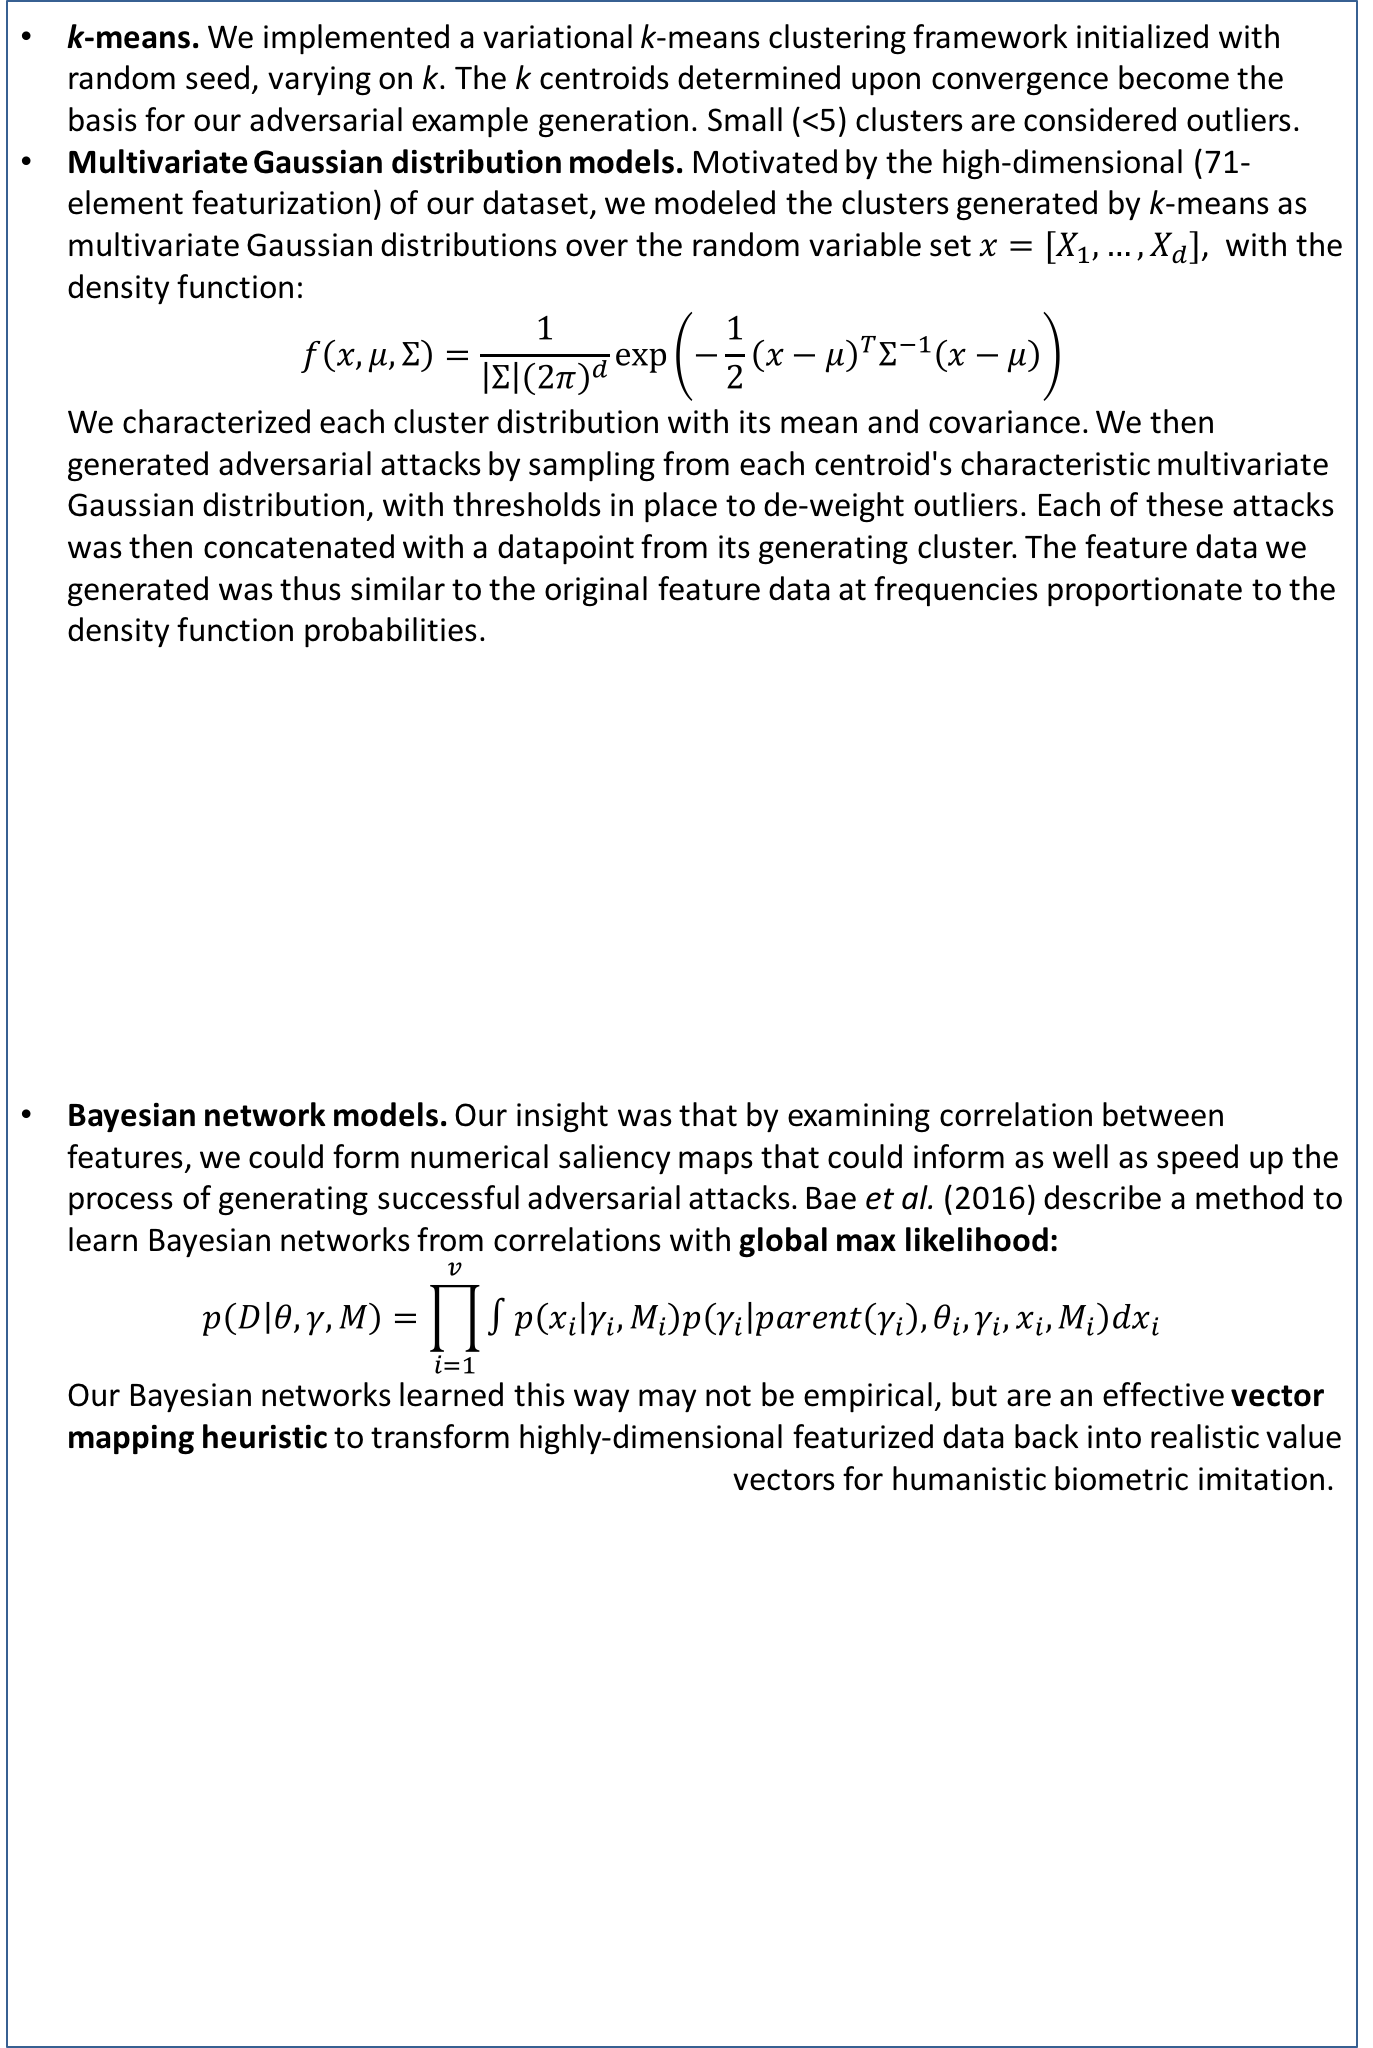 • k-means. We implemented a variational k-means clustering framework initialized with
random seed, varying on k. The k centroids determined upon convergence become the
basis for our adversarial example generation. Small (<5) clusters are considered outliers.
• Multivariate Gaussian distribution models. Motivated by the high-dimensional (71-
element featurization) of our dataset, we modeled the clusters generated by k-means as
multivariate Gaussian distributions over the random variable set x = [X₁, … , X_d], with the
density function:
f(x, μ, Σ) = 1 / |Σ|(2π)^d exp(−1/2 (x − μ)^T Σ^−1 (x − μ))
We characterized each cluster distribution with its mean and covariance. We then
generated adversarial attacks by sampling from each centroid's characteristic multivariate
Gaussian distribution, with thresholds in place to de-weight outliers. Each of these attacks
was then concatenated with a datapoint from its generating cluster. The feature data we
generated was thus similar to the original feature data at frequencies proportionate to the
density function probabilities.
• Bayesian network models. Our insight was that by examining correlation between
features, we could form numerical saliency maps that could inform as well as speed up the
process of generating successful adversarial attacks. Bae et al. (2016) describe a method to
learn Bayesian networks from correlations with global max likelihood:
p(D|θ, γ, M) = ∏_{i=1}^{v} ∫ p(x_i|γ_i, M_i)p(γ_i|parent(γ_i), θ_i, γ_i, x_i, M_i)dx_i
Our Bayesian networks learned this way may not be empirical, but are an effective vector
mapping heuristic to transform highly-dimensional featurized data back into realistic value
vectors for humanistic biometric imitation.